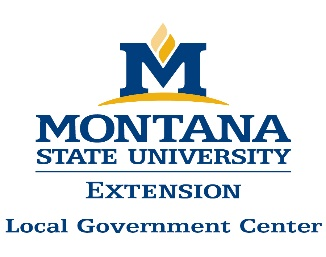 M
MONTANA
STATE UNIVERSITY
EXTENSION
Local Government Center